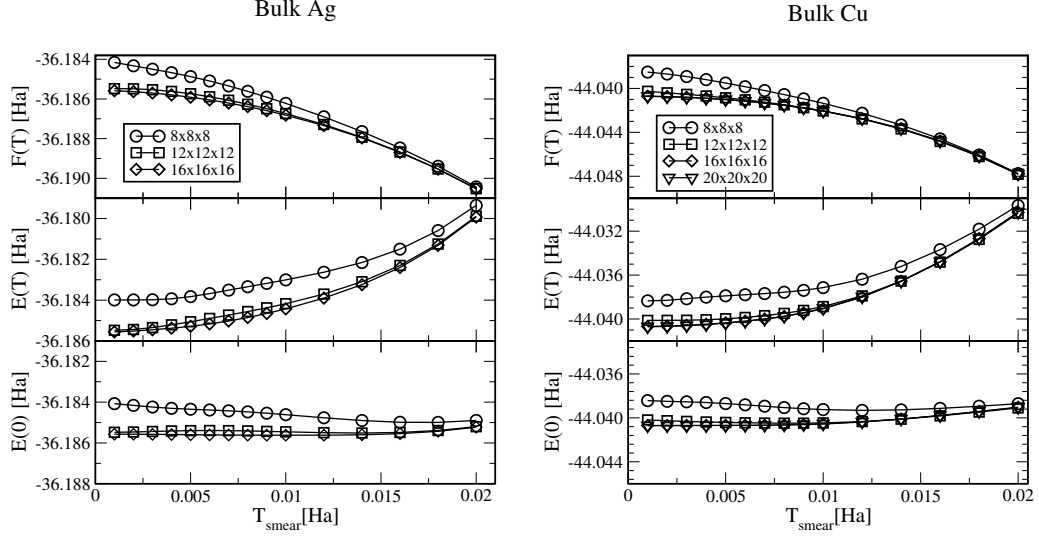 Bulk Ag
F(T) [Ha]
-36.184
-36.186
-36.188
-36.190
8x8x8
12x12x12
16x16x16
E(T) [Ha]
-36.180
-36.182
-36.184
-36.186
E(0) [Ha]
-36.182
-36.184
-36.186
-36.188
0
0.005
0.01
0.015
0.02
T_smear[Ha]
Bulk Cu
F(T) [Ha]
-44.040
-44.044
-44.048
8x8x8
12x12x12
16x16x16
20x20x20
E(T) [Ha]
-44.032
-44.036
-44.040
E(0) [Ha]
-44.036
-44.040
-44.044
0
0.005
0.01
0.015
0.02
T_smear[Ha]